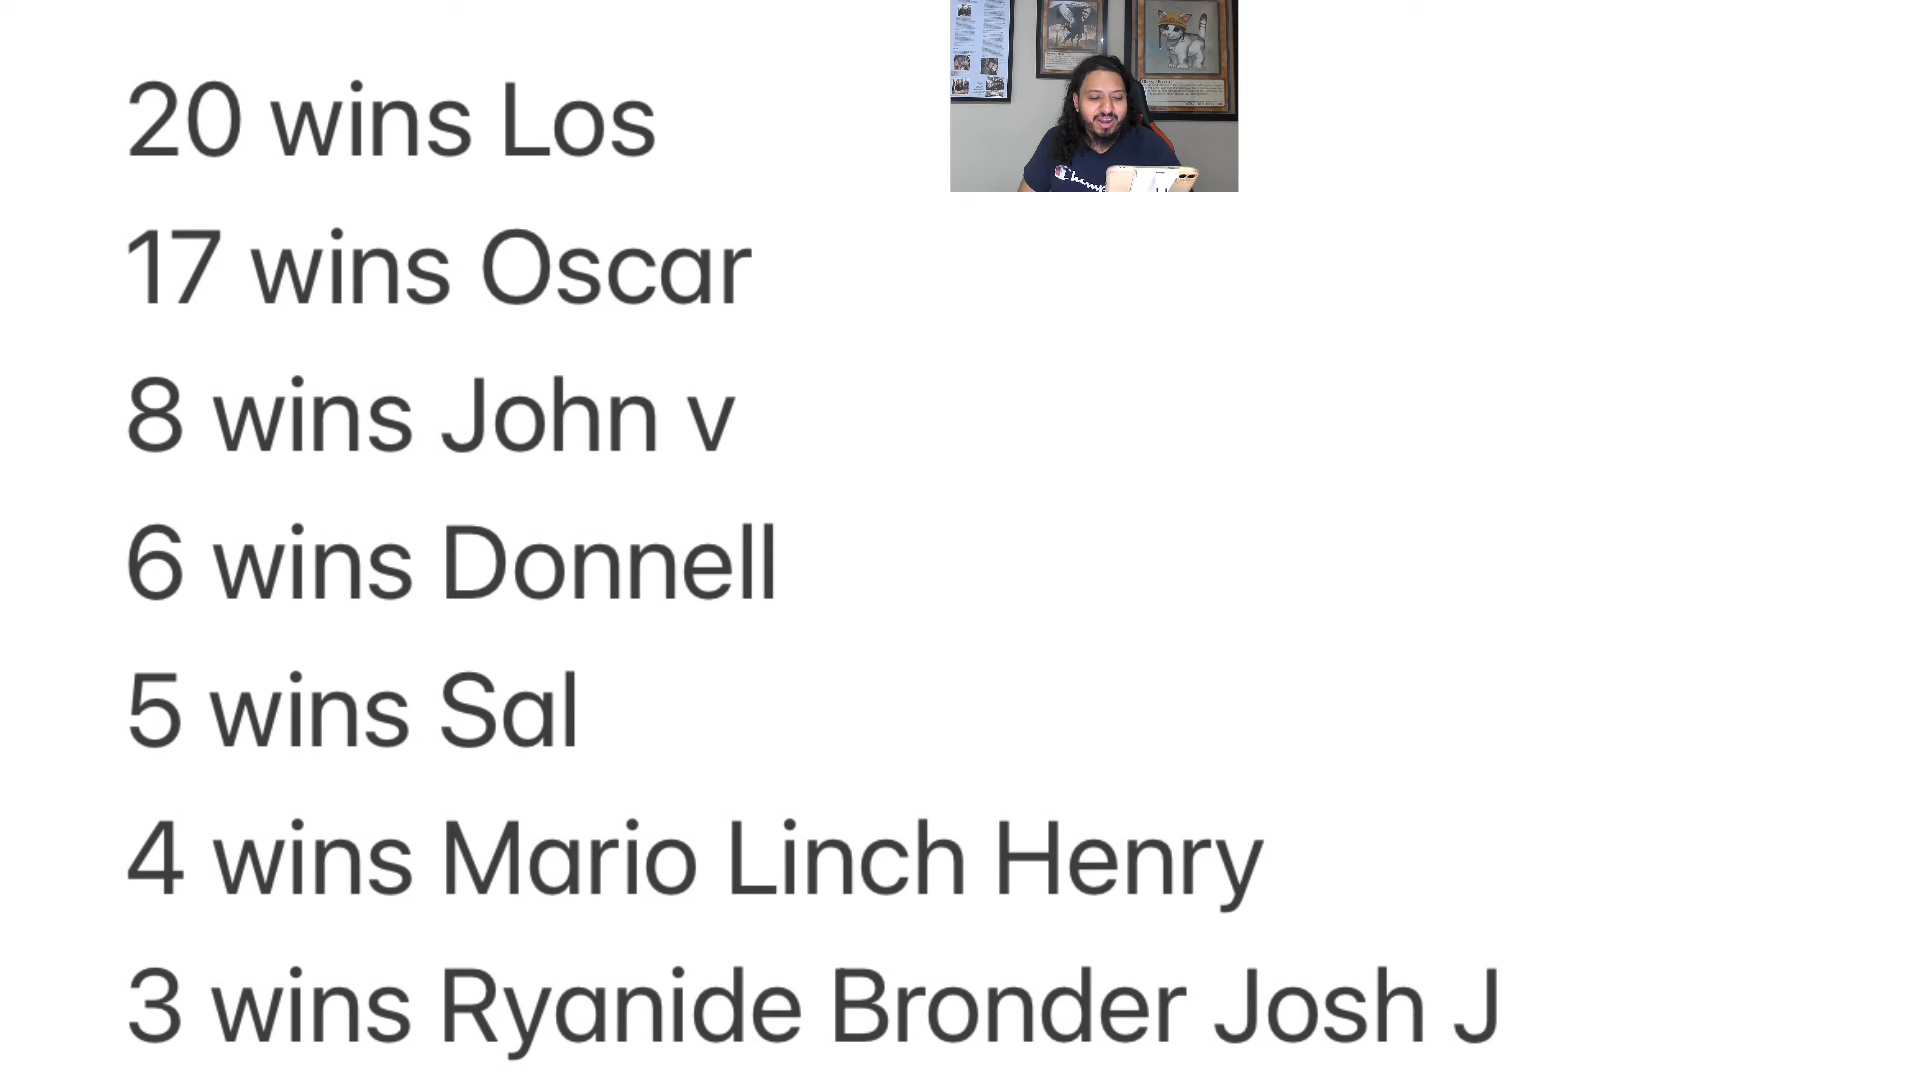 20 wins Los
17 wins Oscar
8 wins John v
6 wins Donnell
5 wins Sal
4 wins Mario Linch Henry
3 wins Ryanide Bronder Josh J